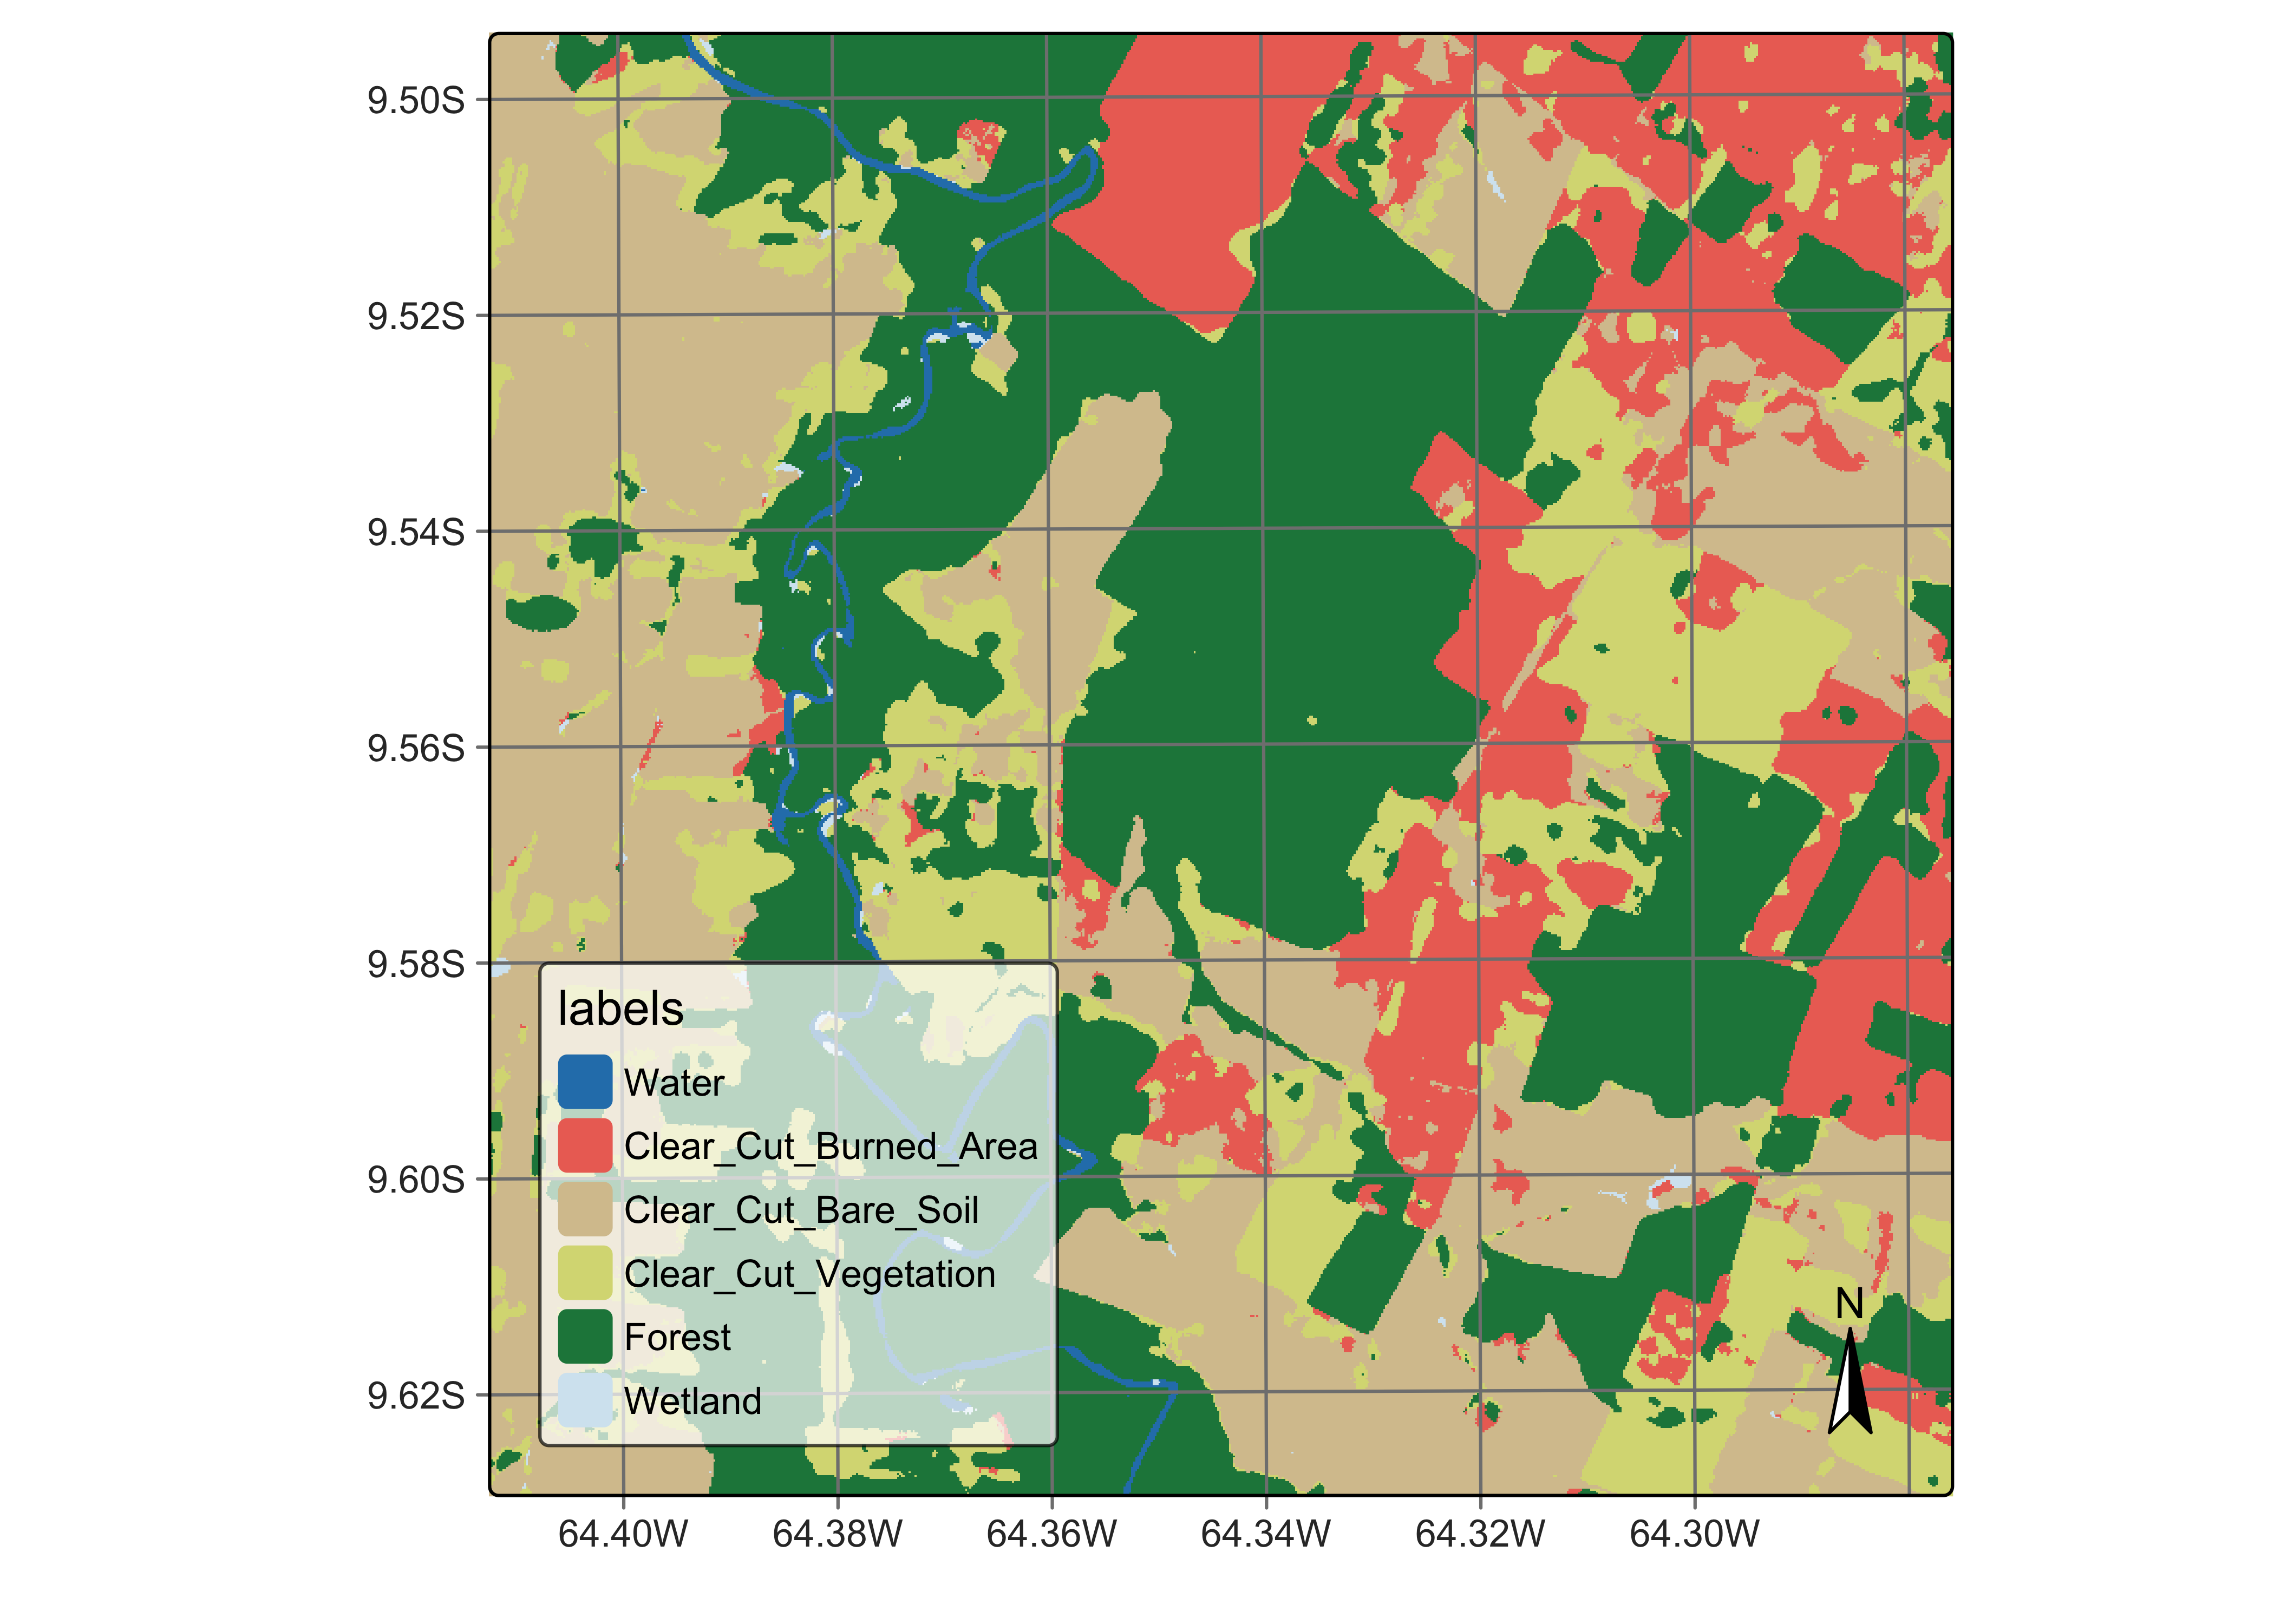 9.50S
9.52S
9.54S
9.56S
9.58S
9.60S
9.62S
labels
Water
Clear_Cut_Burned_Area
Clear_Cut_Bare_Soil
Clear_Cut_Vegetation
Forest
Wetland
N
64.40W 64.38W 64.36W 64.34W 64.32W 64.30W